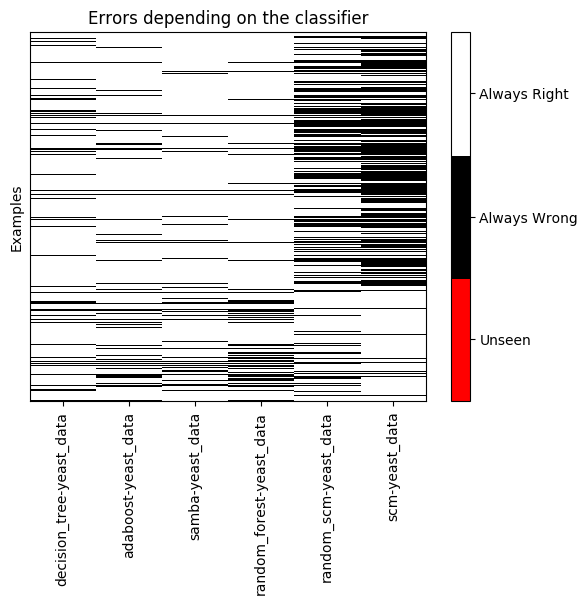 Errors depending on the classifier
Examples
Always Right
Always Wrong
Unseen
decision_tree-yeast_data
adaboost-yeast_data
samba-yeast_data
random_forest-yeast_data
random_scm-yeast_data
scm-yeast_data